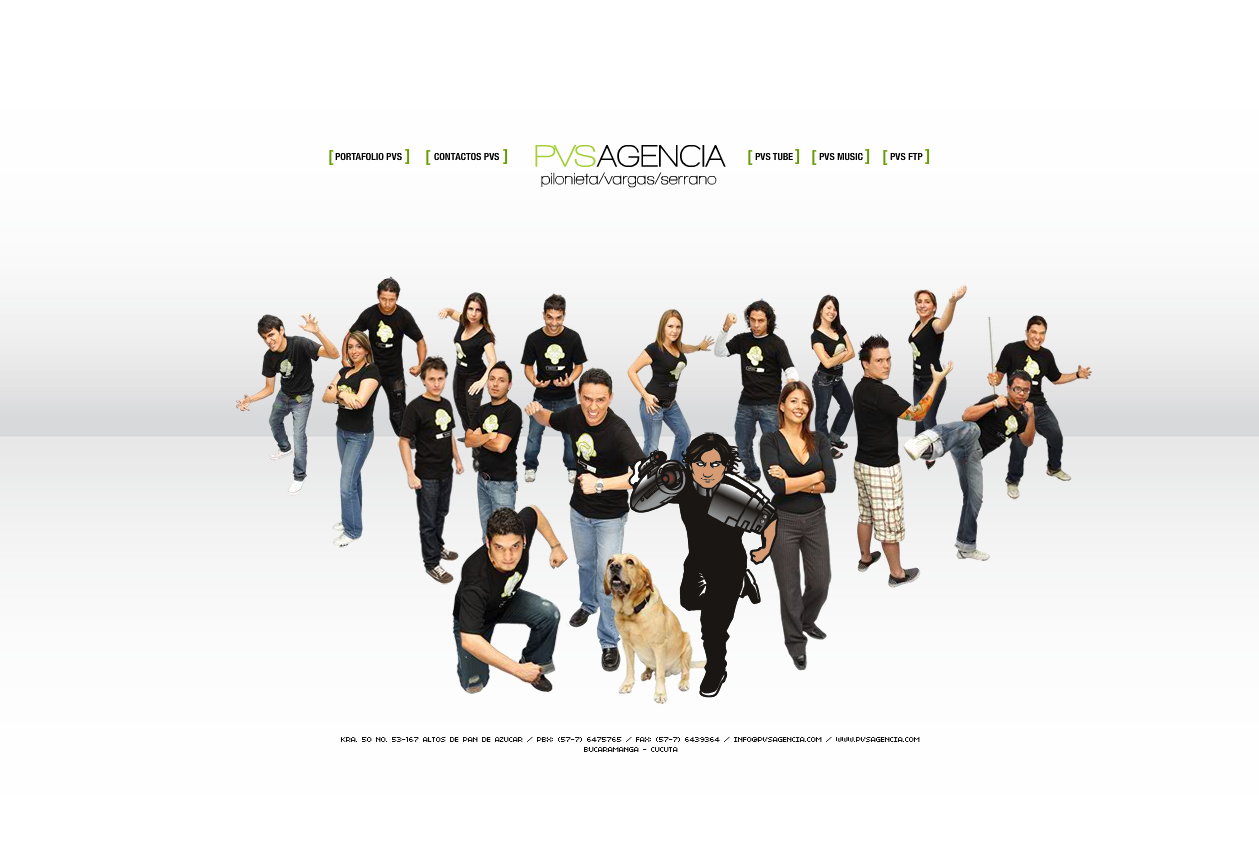 [ PORTAFOLIO PVS ] [ CONTACTOS PVS ] PVSAGENCIA [ PVS TUBE ] [ PVS MUSIC ] [ PVS FTP ]
pilonieta/vargas/serrano
KRA. 50 NO. 53-167 ALTOS DE PAN DE AZUCAR / PBX: (57-7) 6475765 / FAX: (57-7) 6439364 / INFO@PVSAGENCIA.COM / WWW.PVSAGENCIA.COM
BUCARAMANGA - CUCUTA